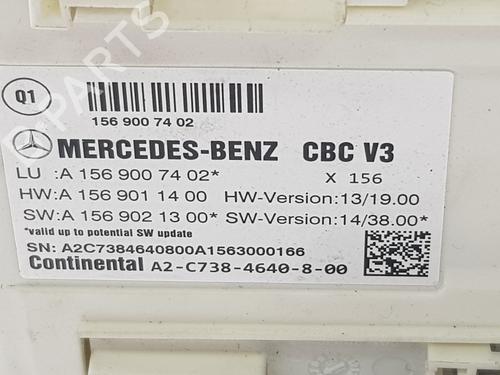 B-PARTS
Q1
156 900 74 02
MERCEDES-BENZ CBC V3
LU :A 156 900 74 02* X 156
HW:A 156 901 14 00 HW-Version:13/19.00
SW:A 156 902 13 00* SW-Version:14/38.00*
*valid up to potential SW update
SN: A2C7384640800A1563000166
Continental A2-C738-4640-8-00